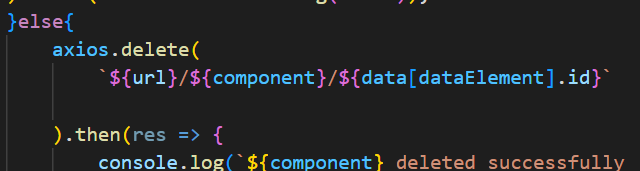 }else{
axios.delete(
`${url}/${component}/${data[dataElement].id}`
).then(res => {
console.log(`${component} deleted successfully